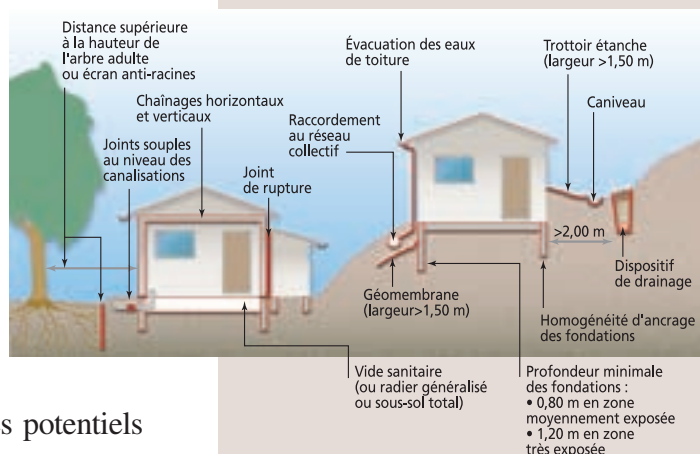 Distance supérieure
à la hauteur de
l'arbre adulte
ou écran anti-racines
Chaînages horizontaux
et verticaux
Joints souples
au niveau des
canalisations
Joint
de rupture
Évacuation des eaux
de toiture
Raccordement
au réseau
collectif
Trottoir étanche
(largeur >1,50 m)
Caniveau
>2,00 m
Dispositif
de drainage
Géomembrane
(largeur>1,50 m)
Homogénéité d'ancrage
des fondations
Vide sanitaire
(ou radier généralisé
ou sous-sol total)
Profondeur minimale
des fondations :
• 0,80 m en zone
moyennement exposée
• 1,20 m en zone
très exposée
s potentiels